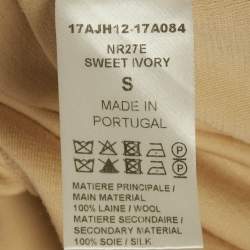 17AJH12-17A084
NR27E
SWEET IVORY
S
MADE IN
PORTUGAL
MATIERE PRINCIPALE /
MAIN MATERIAL
100% LAINE / WOOL
MATIERE SECONDAIRE /
SECONDARY MATERIAL
100% SOIE / SILK